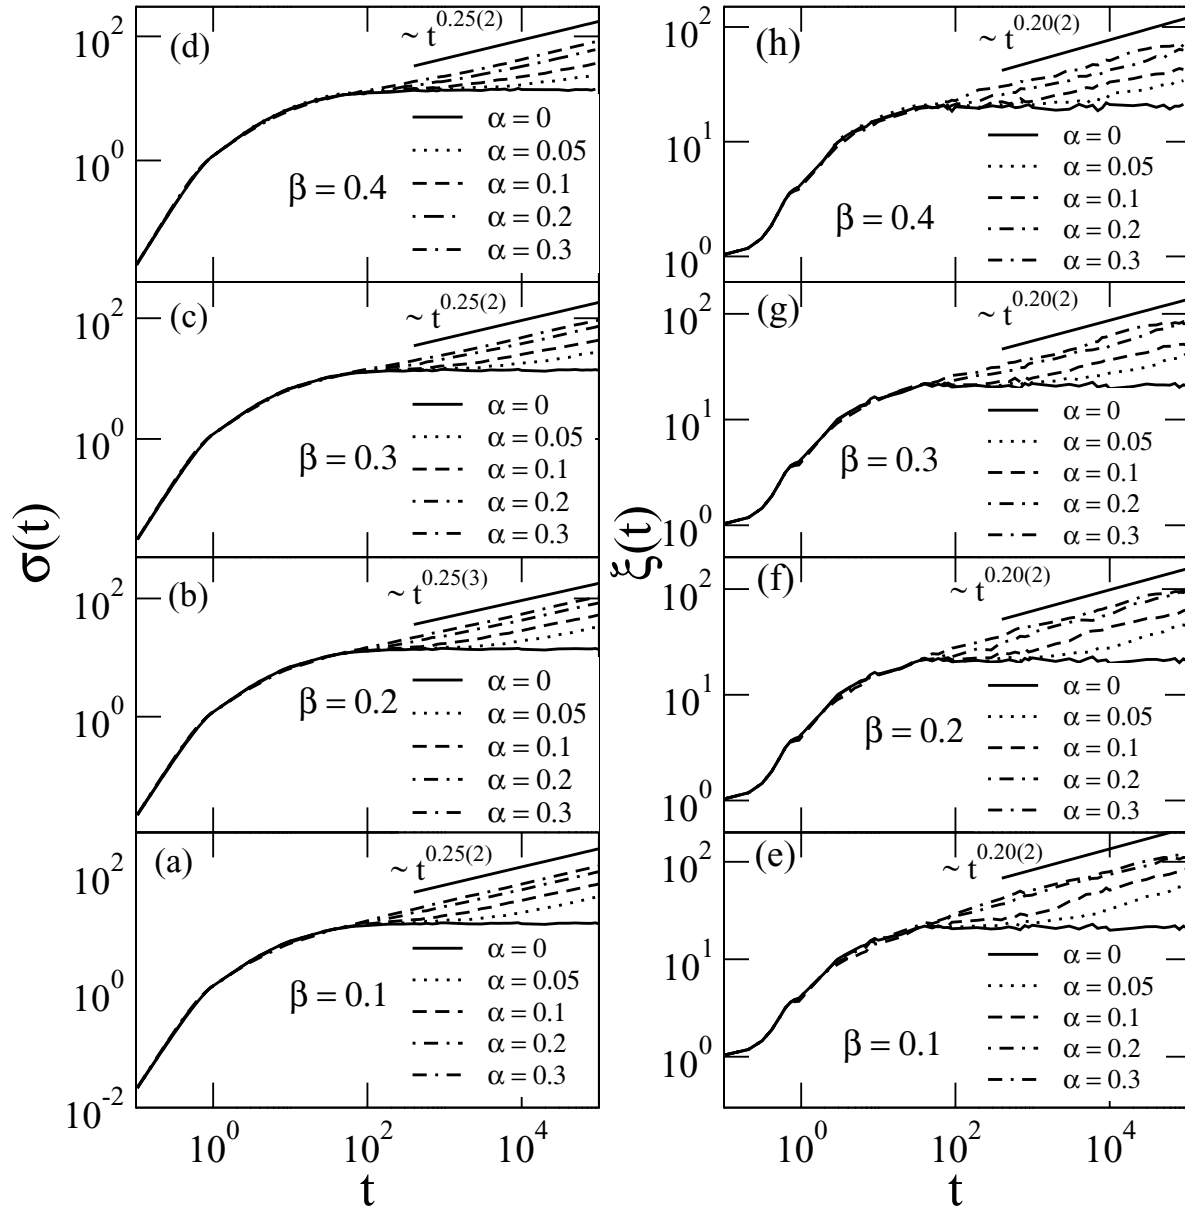 σ(t)
(d)
~ t^0.25(2)
10^2
10^0
β = 0.4
α = 0
α = 0.05
α = 0.1
α = 0.2
α = 0.3
(c)
~ t^0.25(2)
10^2
10^0
β = 0.3
α = 0
α = 0.05
α = 0.1
α = 0.2
α = 0.3
(b)
~ t^0.25(3)
10^2
10^0
β = 0.2
α = 0
α = 0.05
α = 0.1
α = 0.2
α = 0.3
(a)
~ t^0.25(2)
10^2
10^0
10^-2
β = 0.1
α = 0
α = 0.05
α = 0.1
α = 0.2
α = 0.3
10^0 10^2 10^4
t
ξ(t)
(h)
~ t^0.20(2)
10^2
10^1
10^0
β = 0.4
α = 0
α = 0.05
α = 0.1
α = 0.2
α = 0.3
(g)
~ t^0.20(2)
10^2
10^1
10^0
β = 0.3
α = 0
α = 0.05
α = 0.1
α = 0.2
α = 0.3
(f)
~ t^0.20(2)
10^2
10^1
10^0
β = 0.2
α = 0
α = 0.05
α = 0.1
α = 0.2
α = 0.3
(e)
~ t^0.20(2)
10^2
10^1
10^0
β = 0.1
α = 0
α = 0.05
α = 0.1
α = 0.2
α = 0.3
10^0 10^2 10^4
t